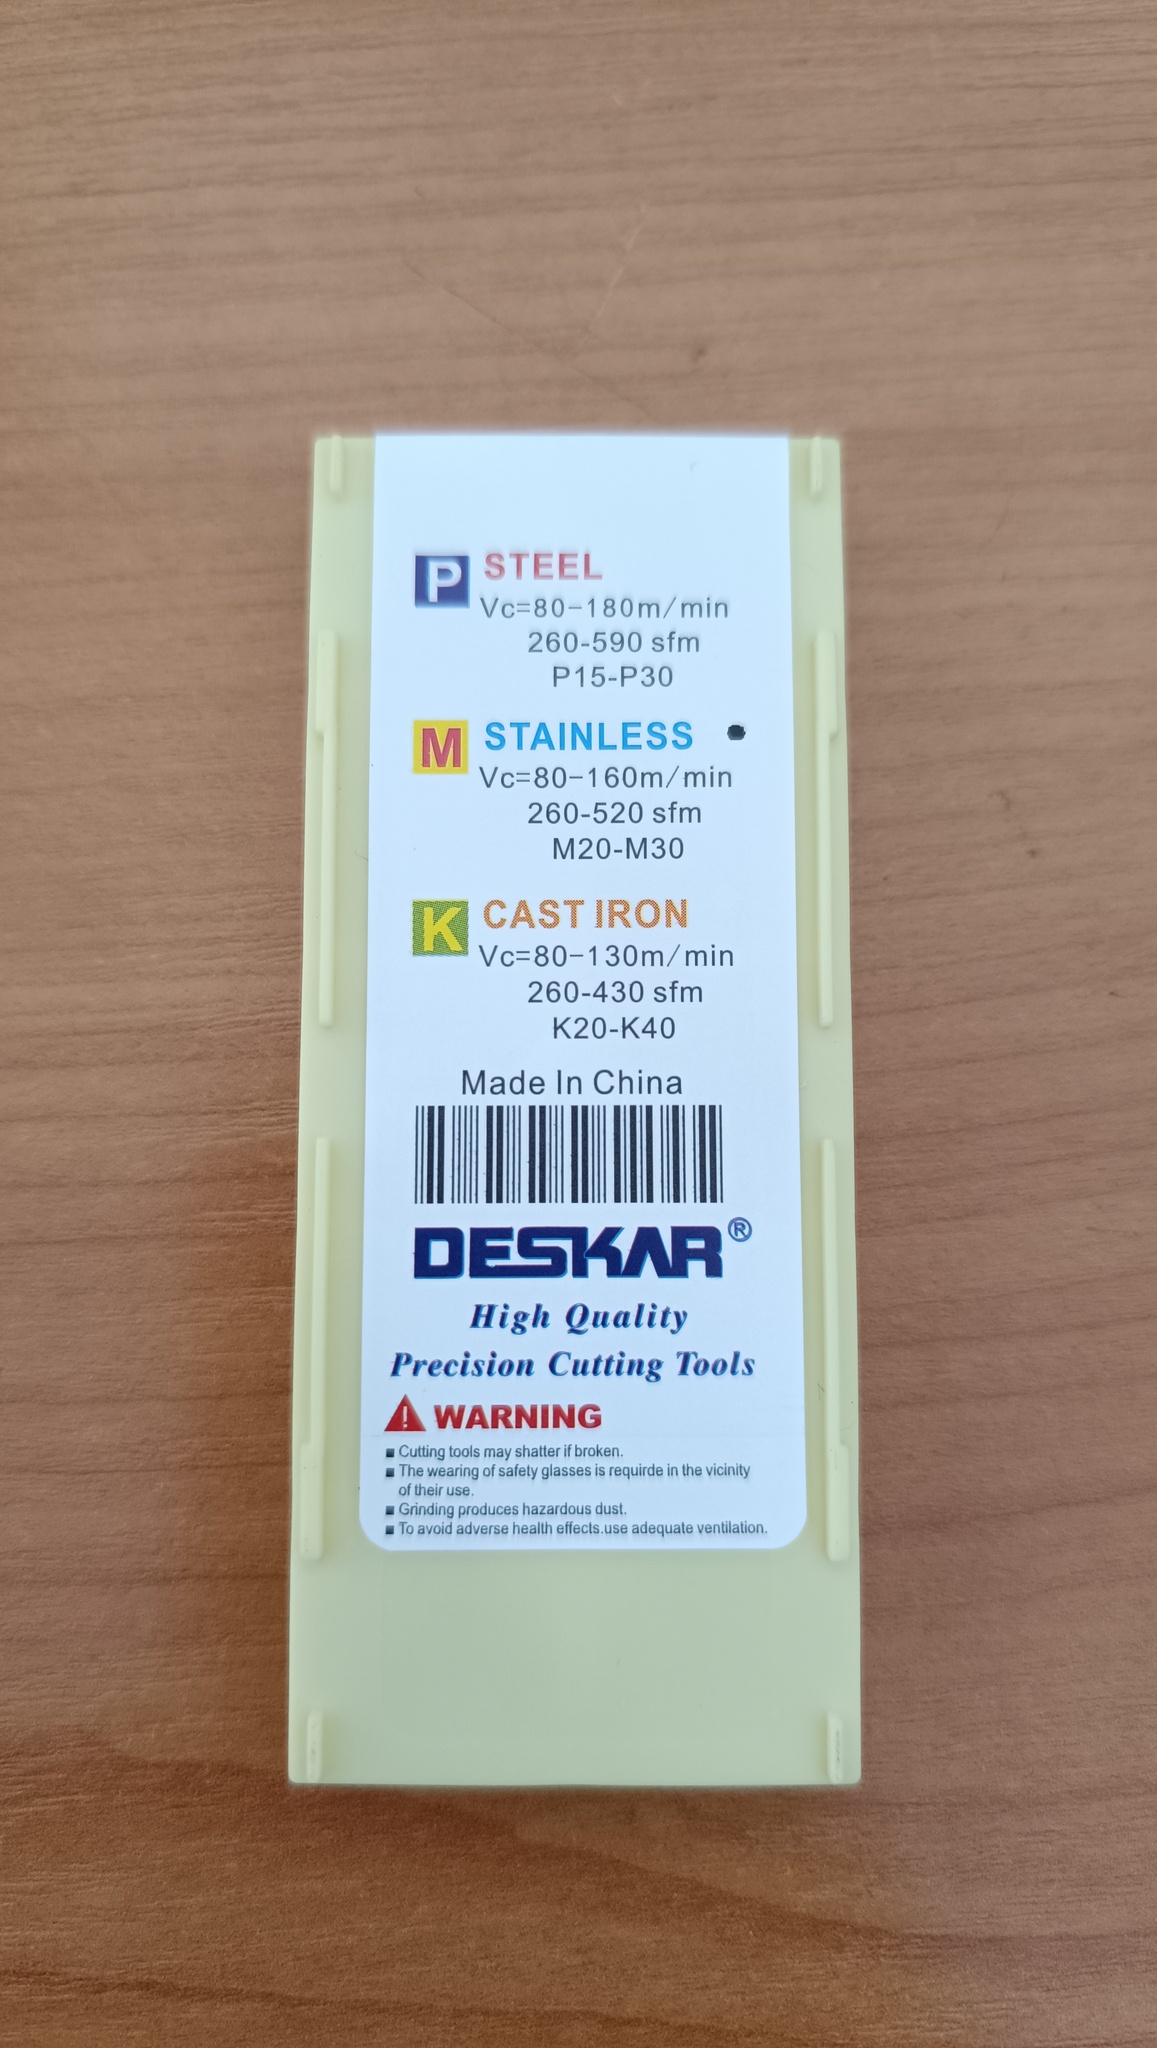 P STEEL
Vc=80-180m/min
260-590 sfm
P15-P30
M STAINLESS
Vc=80-160m/min
260-520 sfm
M20-M30
K CAST IRON
Vc=80-130m/min
260-430 sfm
K20-K40
Made In China
DESKAR®
High Quality
Precision Cutting Tools
! WARNING
■ Cutting tools may shatter if broken.
■ The wearing of safety glasses is requirde in the vicinity
of their use.
■ Grinding produces hazardous dust.
■ To avoid adverse health effects.use adequate ventilation.